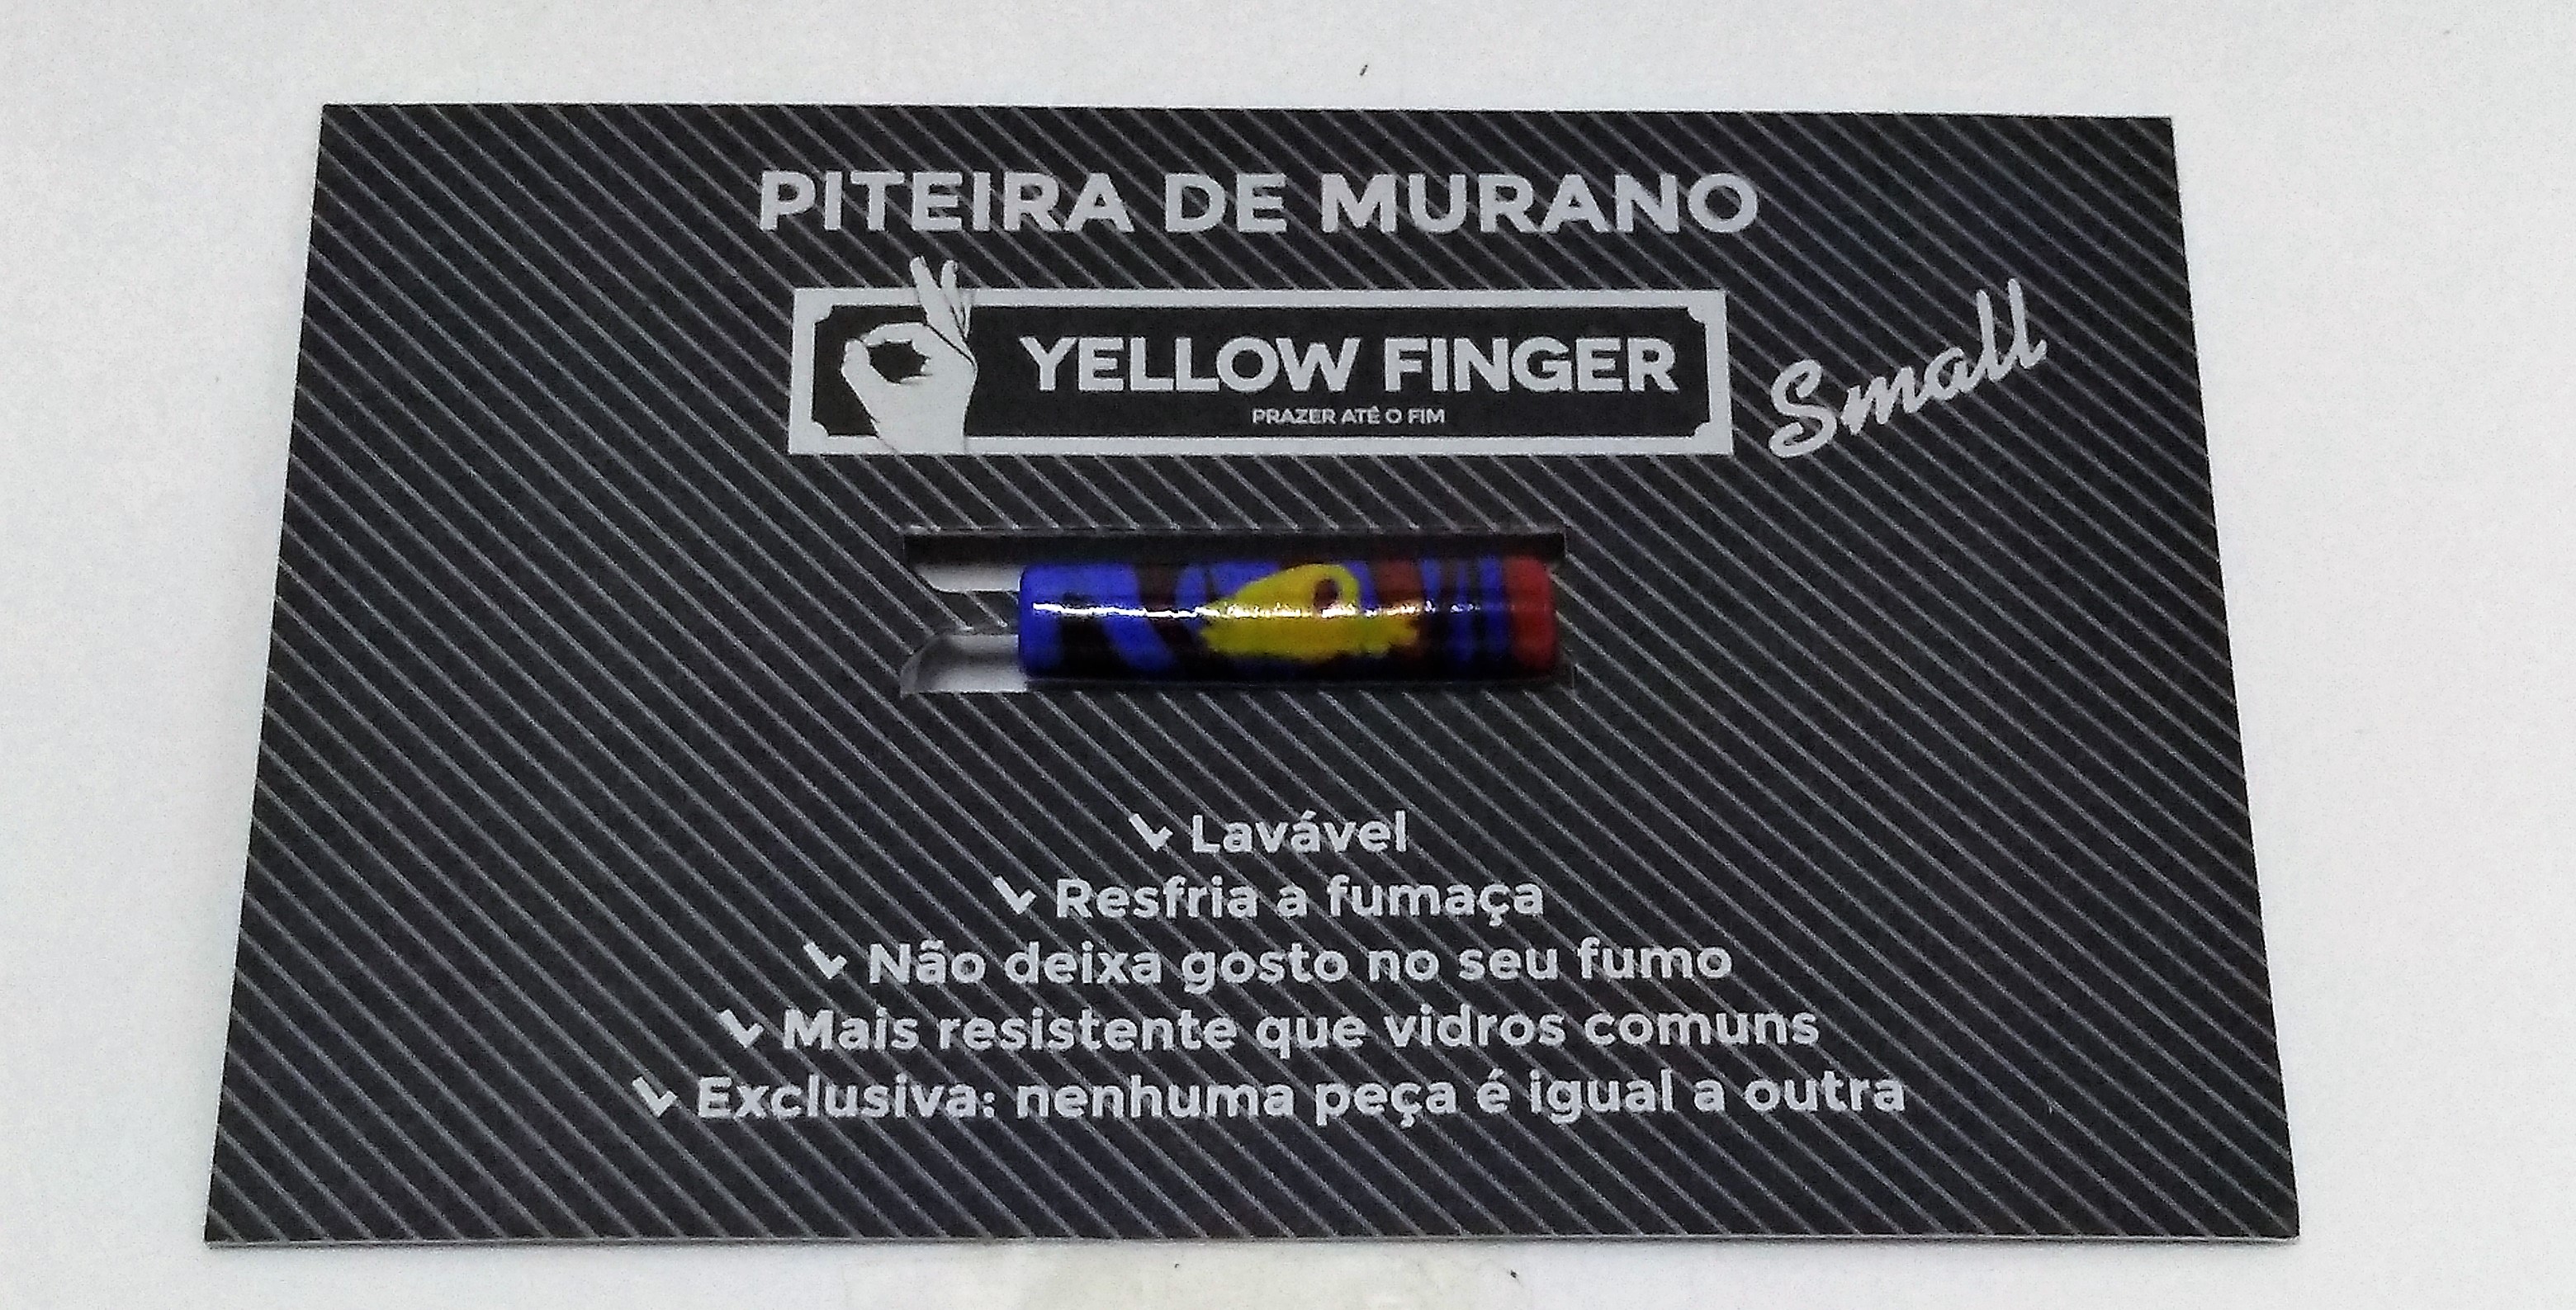 PITEIRA DE MURANO
YELLOW FINGER
PRAZER ATÉ O FIM
Small
Lavável
Resfria a fumaça
Não deixa gosto no seu fumo
Mais resistente que vidros comuns
Exclusiva: nenhuma peça é igual a outra